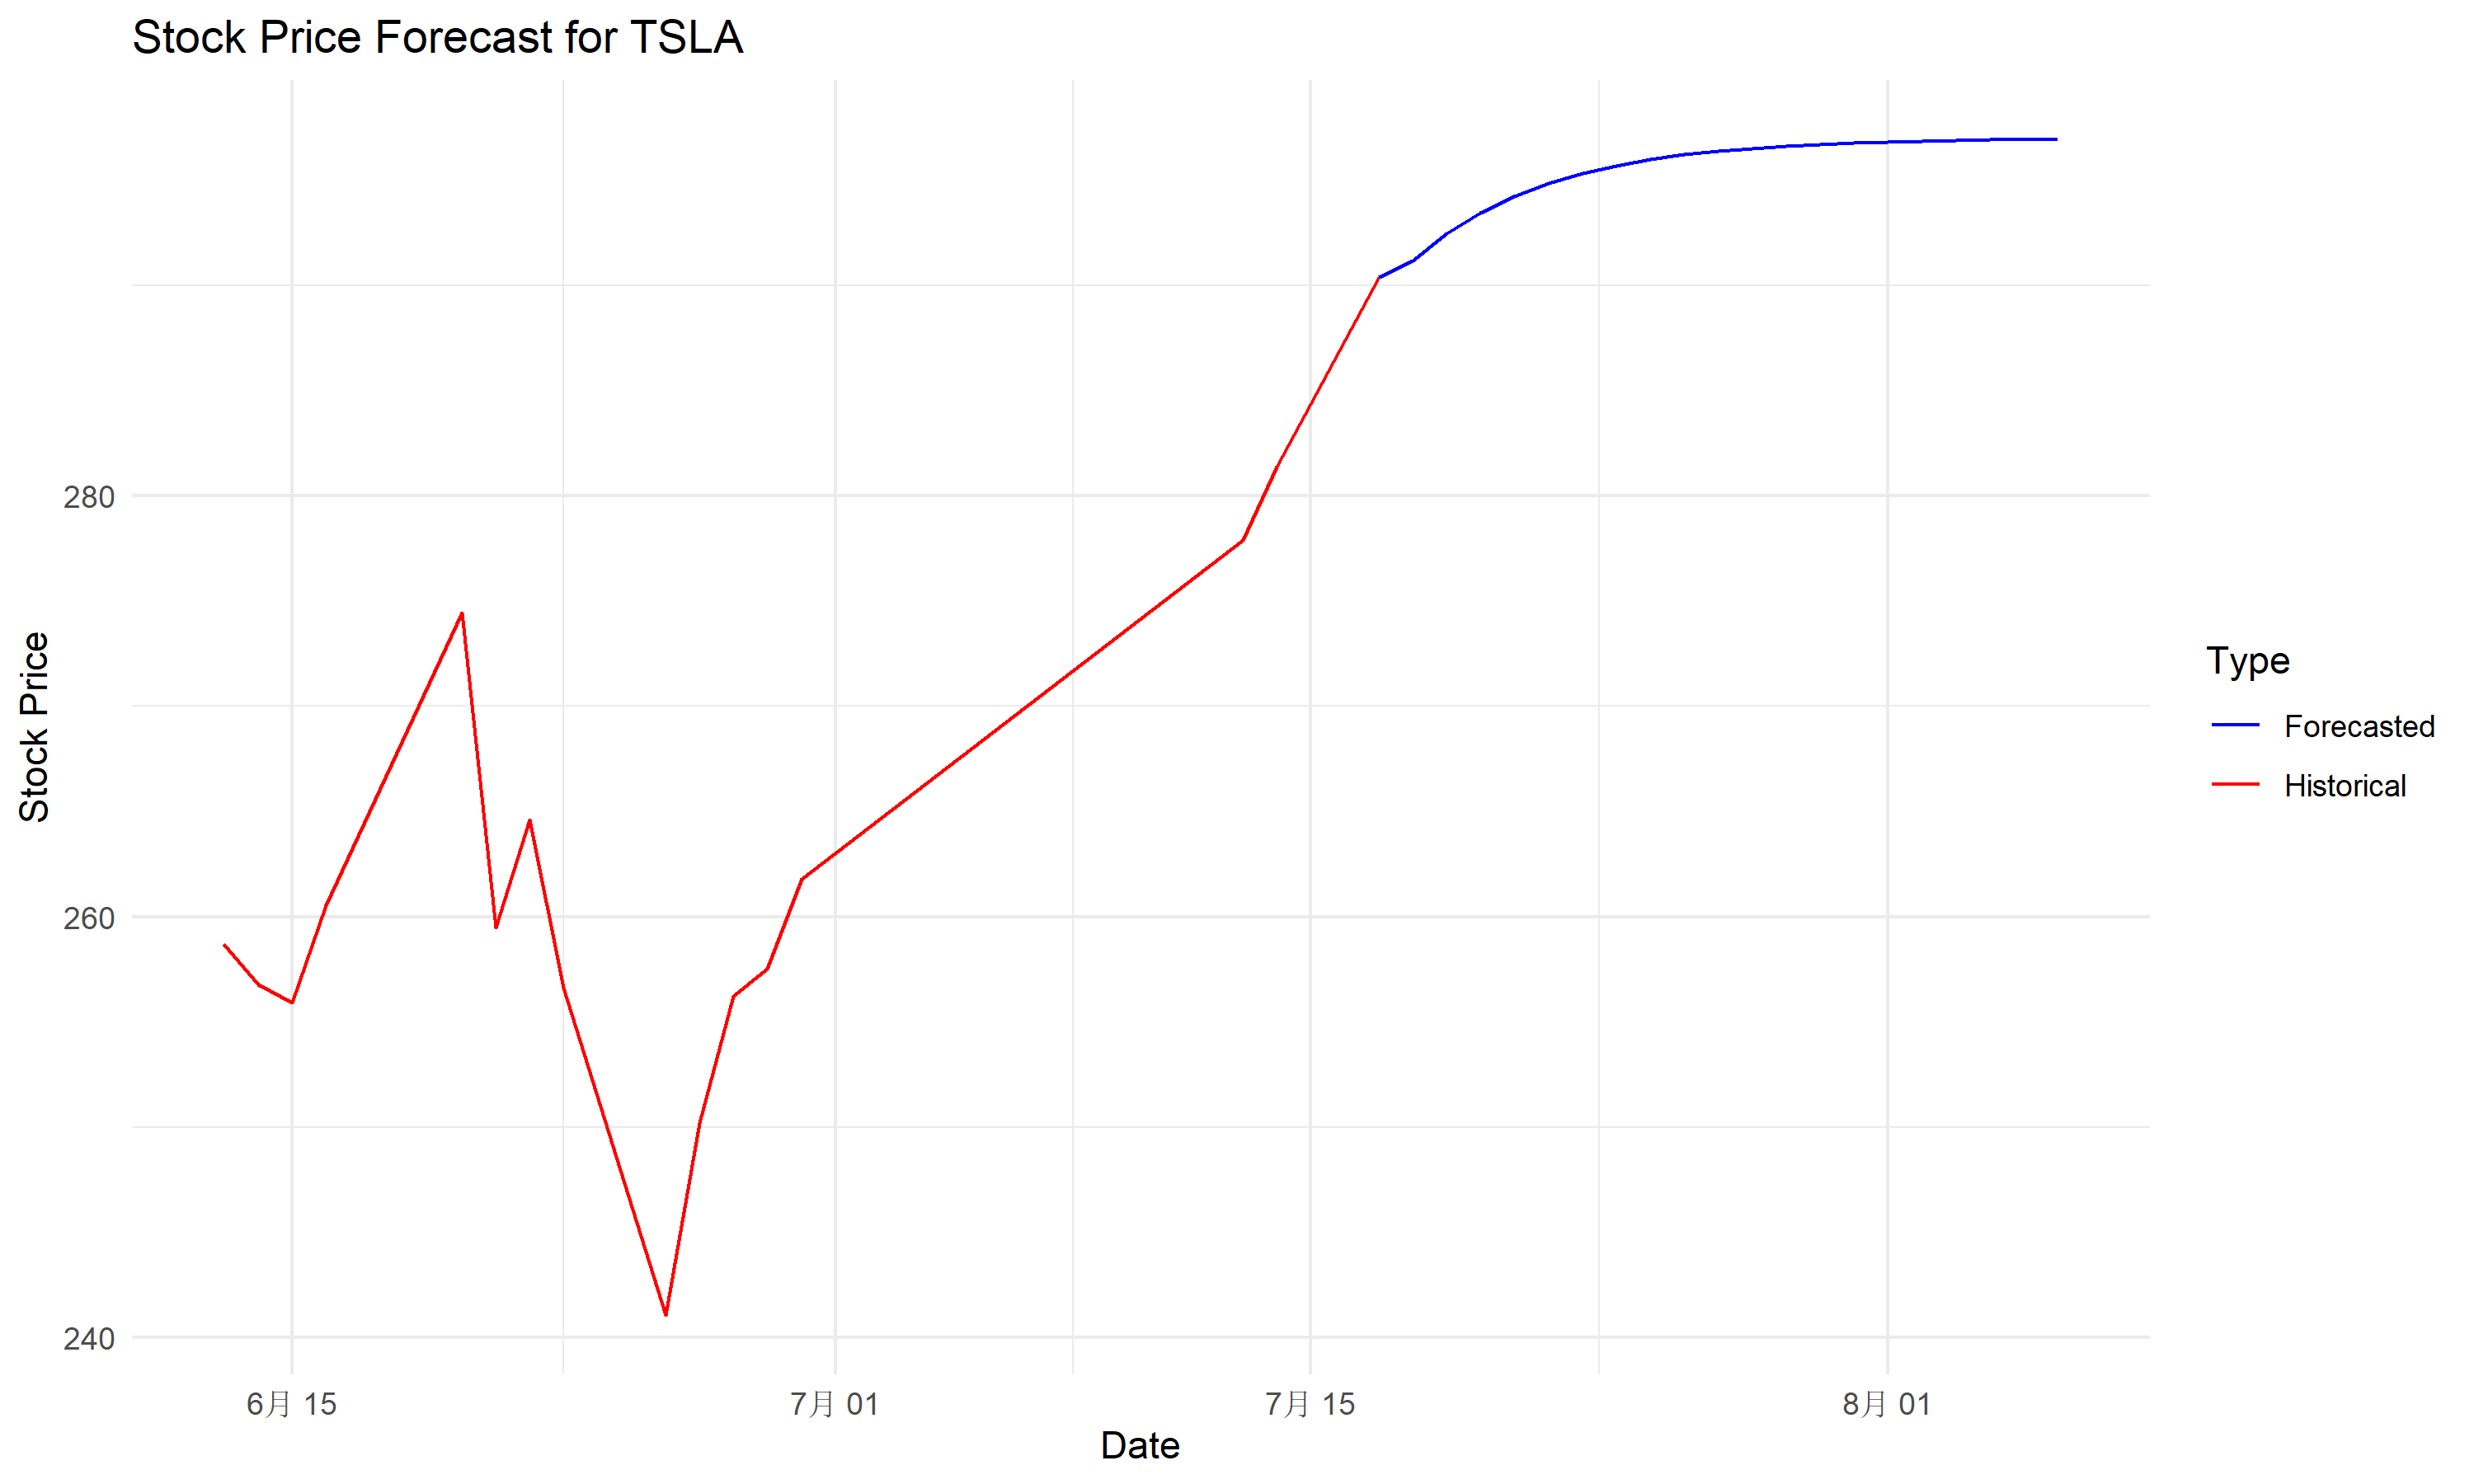 Stock Price Forecast for TSLA
Stock Price
280
260
240
6月 15
7月 01
7月 15
8月 01
Date
Type
Forecasted
Historical